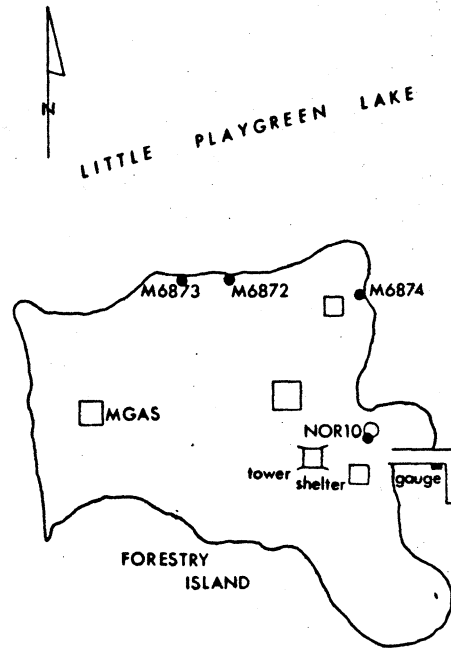 N
LITTLE PLAYGREEN LAKE
M6873
M6872
M6874
MGAS
NOR10
tower
shelter
gauge
FORESTRY
ISLAND